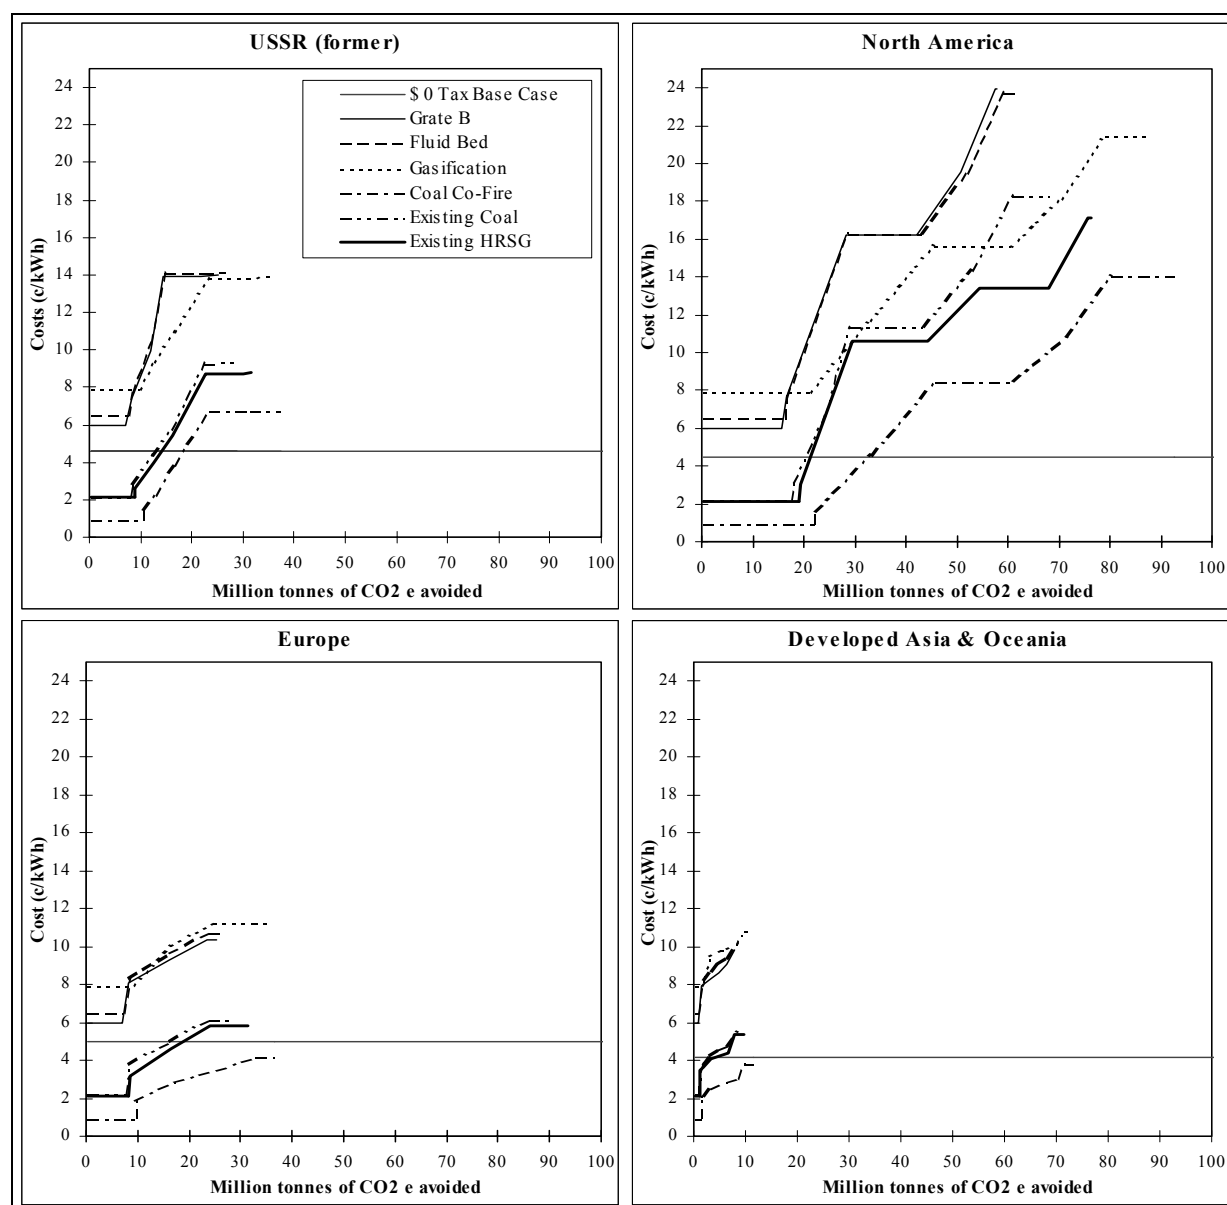 USSR (former)
24
22
20
18
16
14
12
10
8
6
4
2
0
Costs (c/kWh)
$ 0 Tax Base Case
Grate B
Fluid Bed
Gasification
Coal Co-Fire
Existing Coal
Existing HRSG
0 10 20 30 40 50 60 70 80 90 100
Million tonnes of CO2 e avoided
North America
24
22
20
18
16
14
12
10
8
6
4
2
0
Cost (c/kWh)
0 10 20 30 40 50 60 70 80 90 100
Million tonnes of CO2 e avoided
Europe
24
22
20
18
16
14
12
10
8
6
4
2
0
Cost (c/kWh)
0 10 20 30 40 50 60 70 80 90 100
Million tonnes of CO2 e avoided
Developed Asia & Oceania
24
22
20
18
16
14
12
10
8
6
4
2
0
Cost (c/kWh)
0 10 20 30 40 50 60 70 80 90 100
Million tonnes of CO2 e avoided